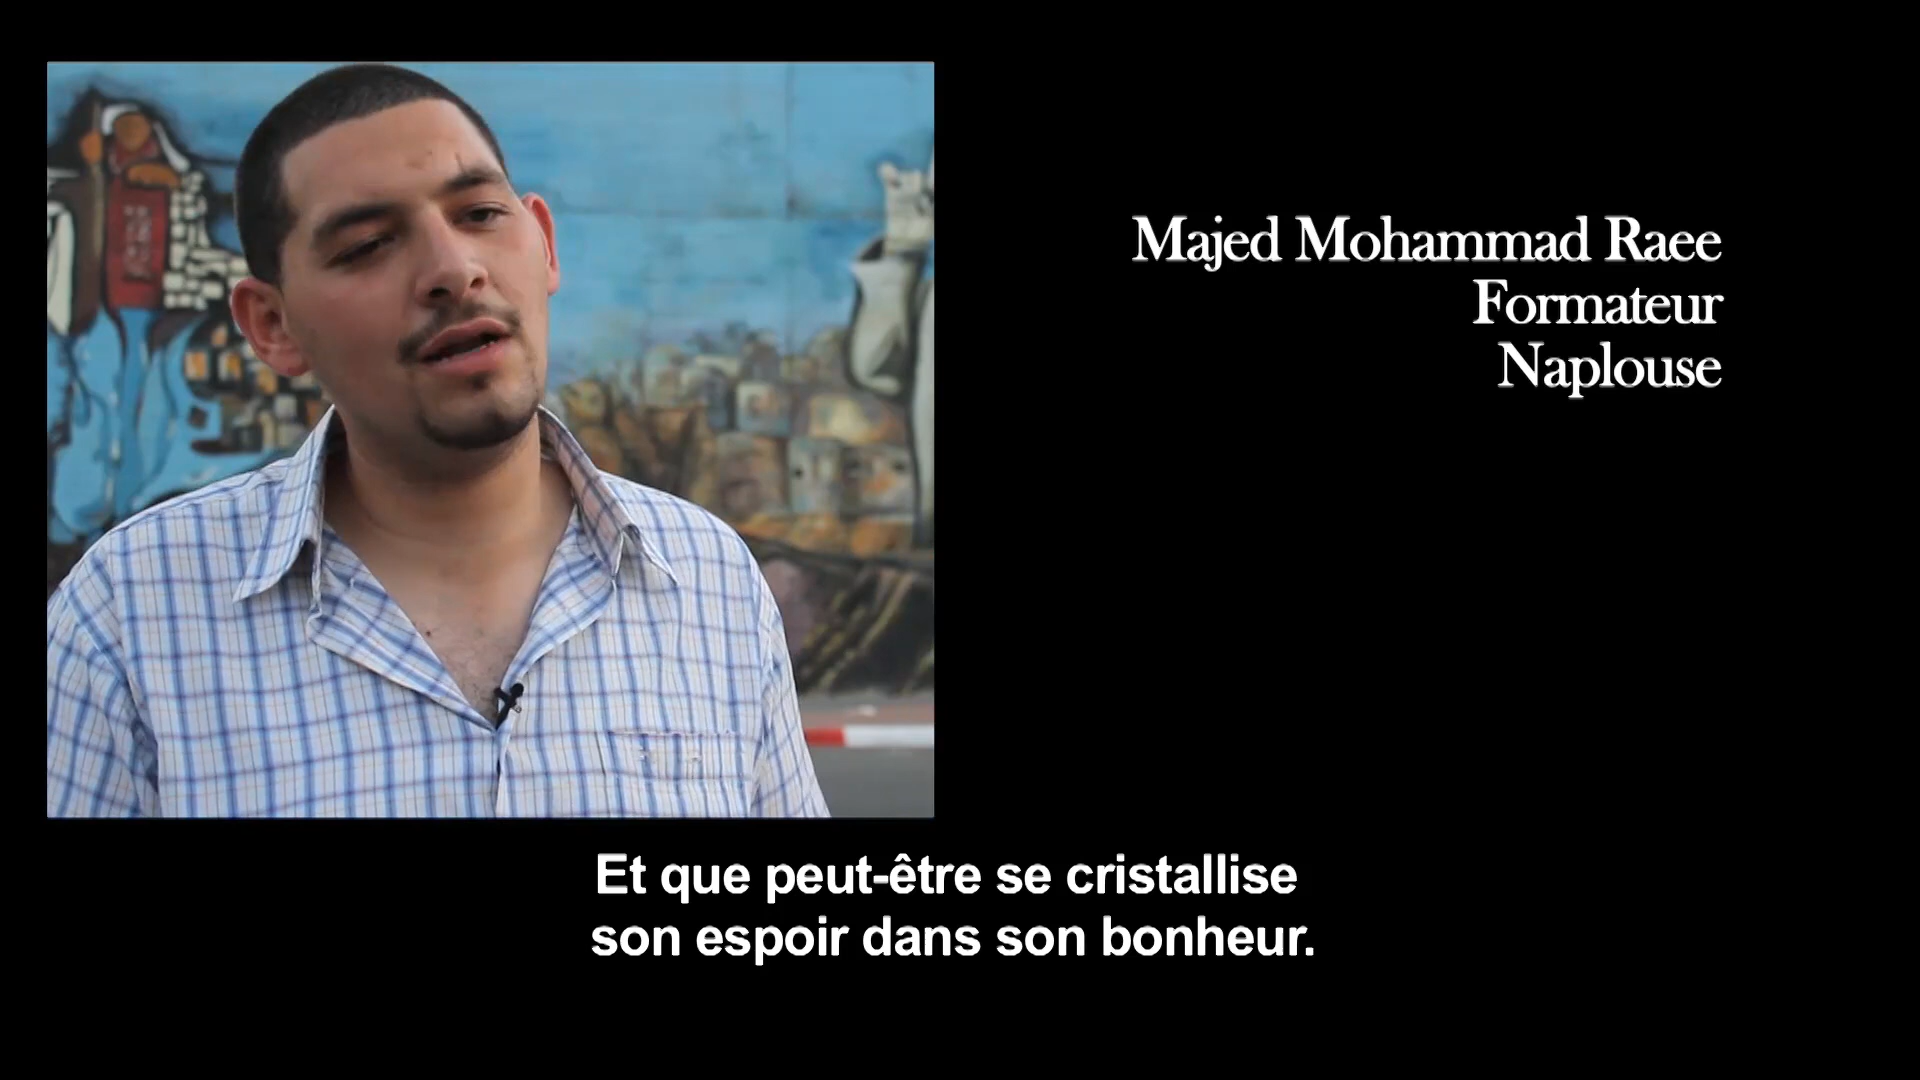 Majed Mohammad Raee
Formateur
Naplouse
Et que peut-être se cristallise
son espoir dans son bonheur.